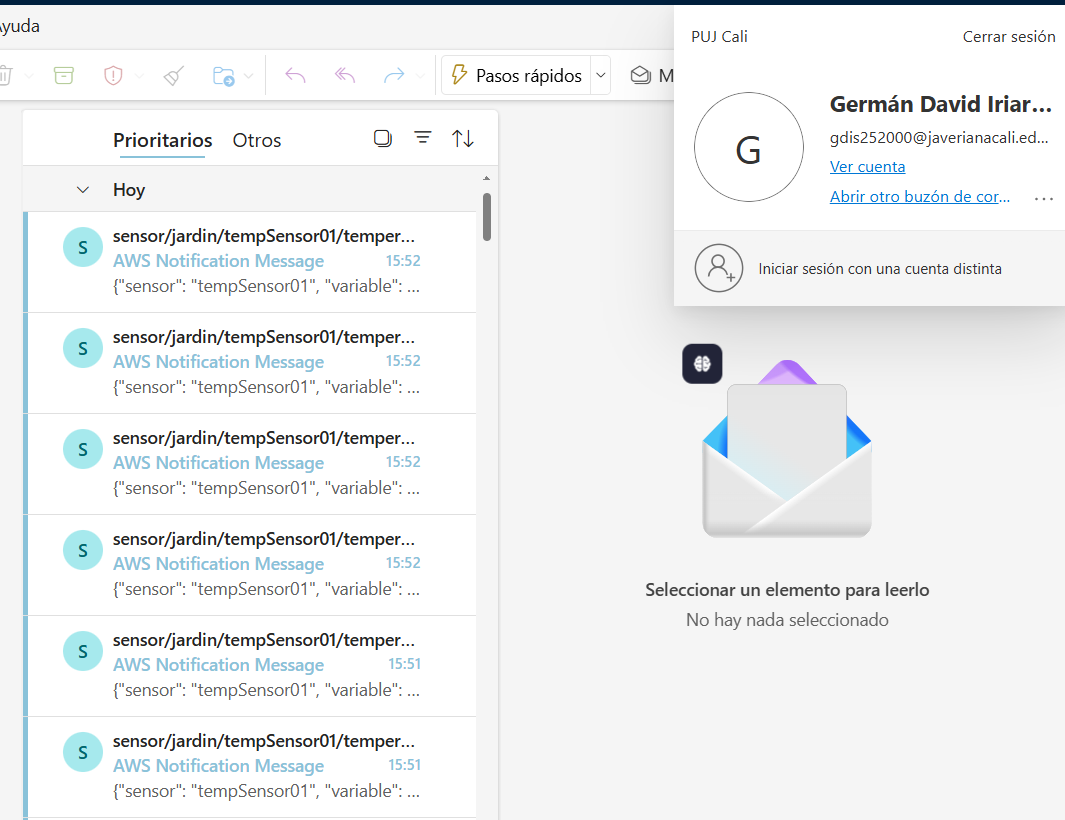 Ayuda
Pasos rápidos
M
Prioritarios Otros
Hoy
S
sensor/jardin/tempSensor01/temper...
AWS Notification Message 15:52
{"sensor": "tempSensor01", "variable": ...
S
sensor/jardin/tempSensor01/temper...
AWS Notification Message 15:52
{"sensor": "tempSensor01", "variable": ...
S
sensor/jardin/tempSensor01/temper...
AWS Notification Message 15:52
{"sensor": "tempSensor01", "variable": ...
S
sensor/jardin/tempSensor01/temper...
AWS Notification Message 15:52
{"sensor": "tempSensor01", "variable": ...
S
sensor/jardin/tempSensor01/temper...
AWS Notification Message 15:51
{"sensor": "tempSensor01", "variable": ...
S
sensor/jardin/tempSensor01/temper...
AWS Notification Message 15:51
{"sensor": "tempSensor01", "variable": ...
PUJ Cali Cerrar sesión
G
Germán David Iriar...
gdis252000@javerianacali.ed...
Ver cuenta
Abrir otro buzón de cor...
Iniciar sesión con una cuenta distinta
Seleccionar un elemento para leerlo
No hay nada seleccionado